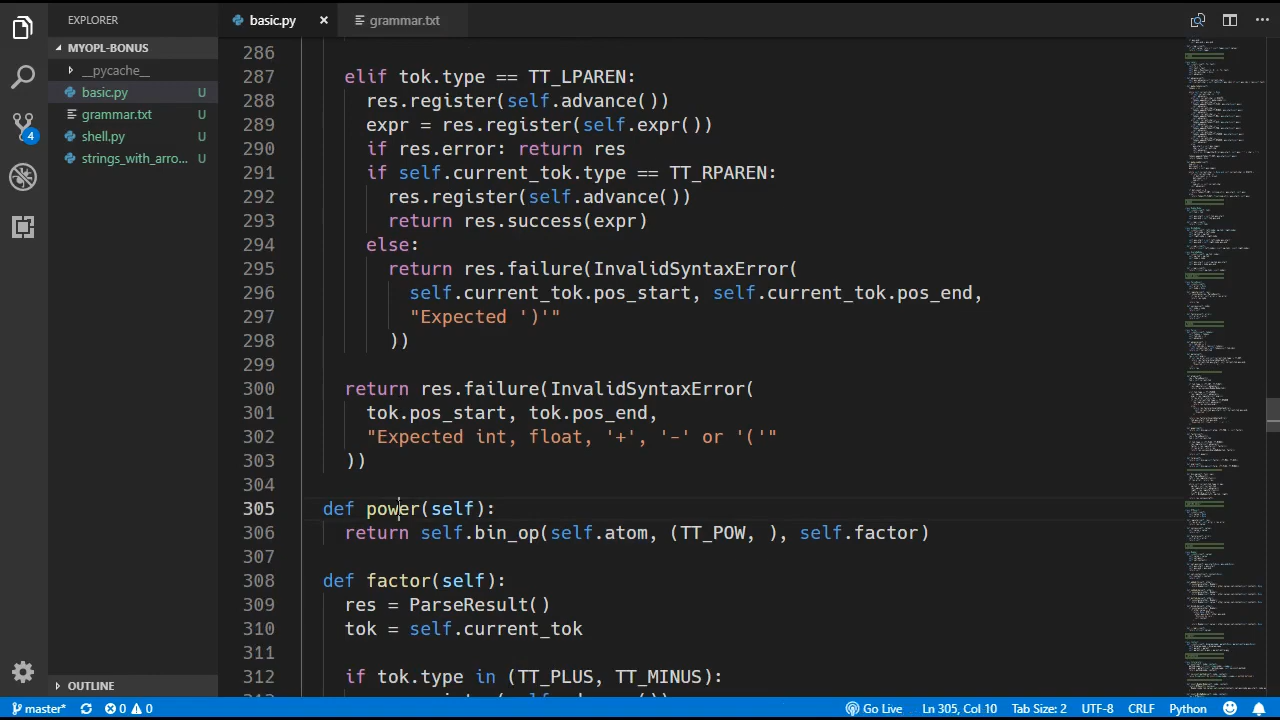 EXPLORER
basic.py
grammar.txt
MYOPL-BONUS
__pycache__
basic.py U
grammar.txt U
shell.py U
strings_with_arro... U
4
286
287 elif tok.type == TT_LPAREN:
288 res.register(self.advance())
289 expr = res.register(self.expr())
290 if res.error: return res
291 if self.current_tok.type == TT_RPAREN:
292 res.register(self.advance())
293 return res.success(expr)
294 else:
295 return res.failure(InvalidSyntaxError(
296 self.current_tok.pos_start, self.current_tok.pos_end,
297 "Expected ')'"
298 ))
299
300 return res.failure(InvalidSyntaxError(
301 tok.pos_start tok.pos_end,
302 "Expected int, float, '+', '-' or '('"
303 ))
304
305 def power(self):
306 return self.bin_op(self.atom, (TT_POW, ), self.factor)
307
308 def factor(self):
309 res = ParseResult()
310 tok = self.current_tok
311
312 if tok.type in (TT_PLUS, TT_MINUS):
OUTLINE
master* 0 0 Go Live Ln 305, Col 10 Tab Size: 2 UTF-8 CRLF Python